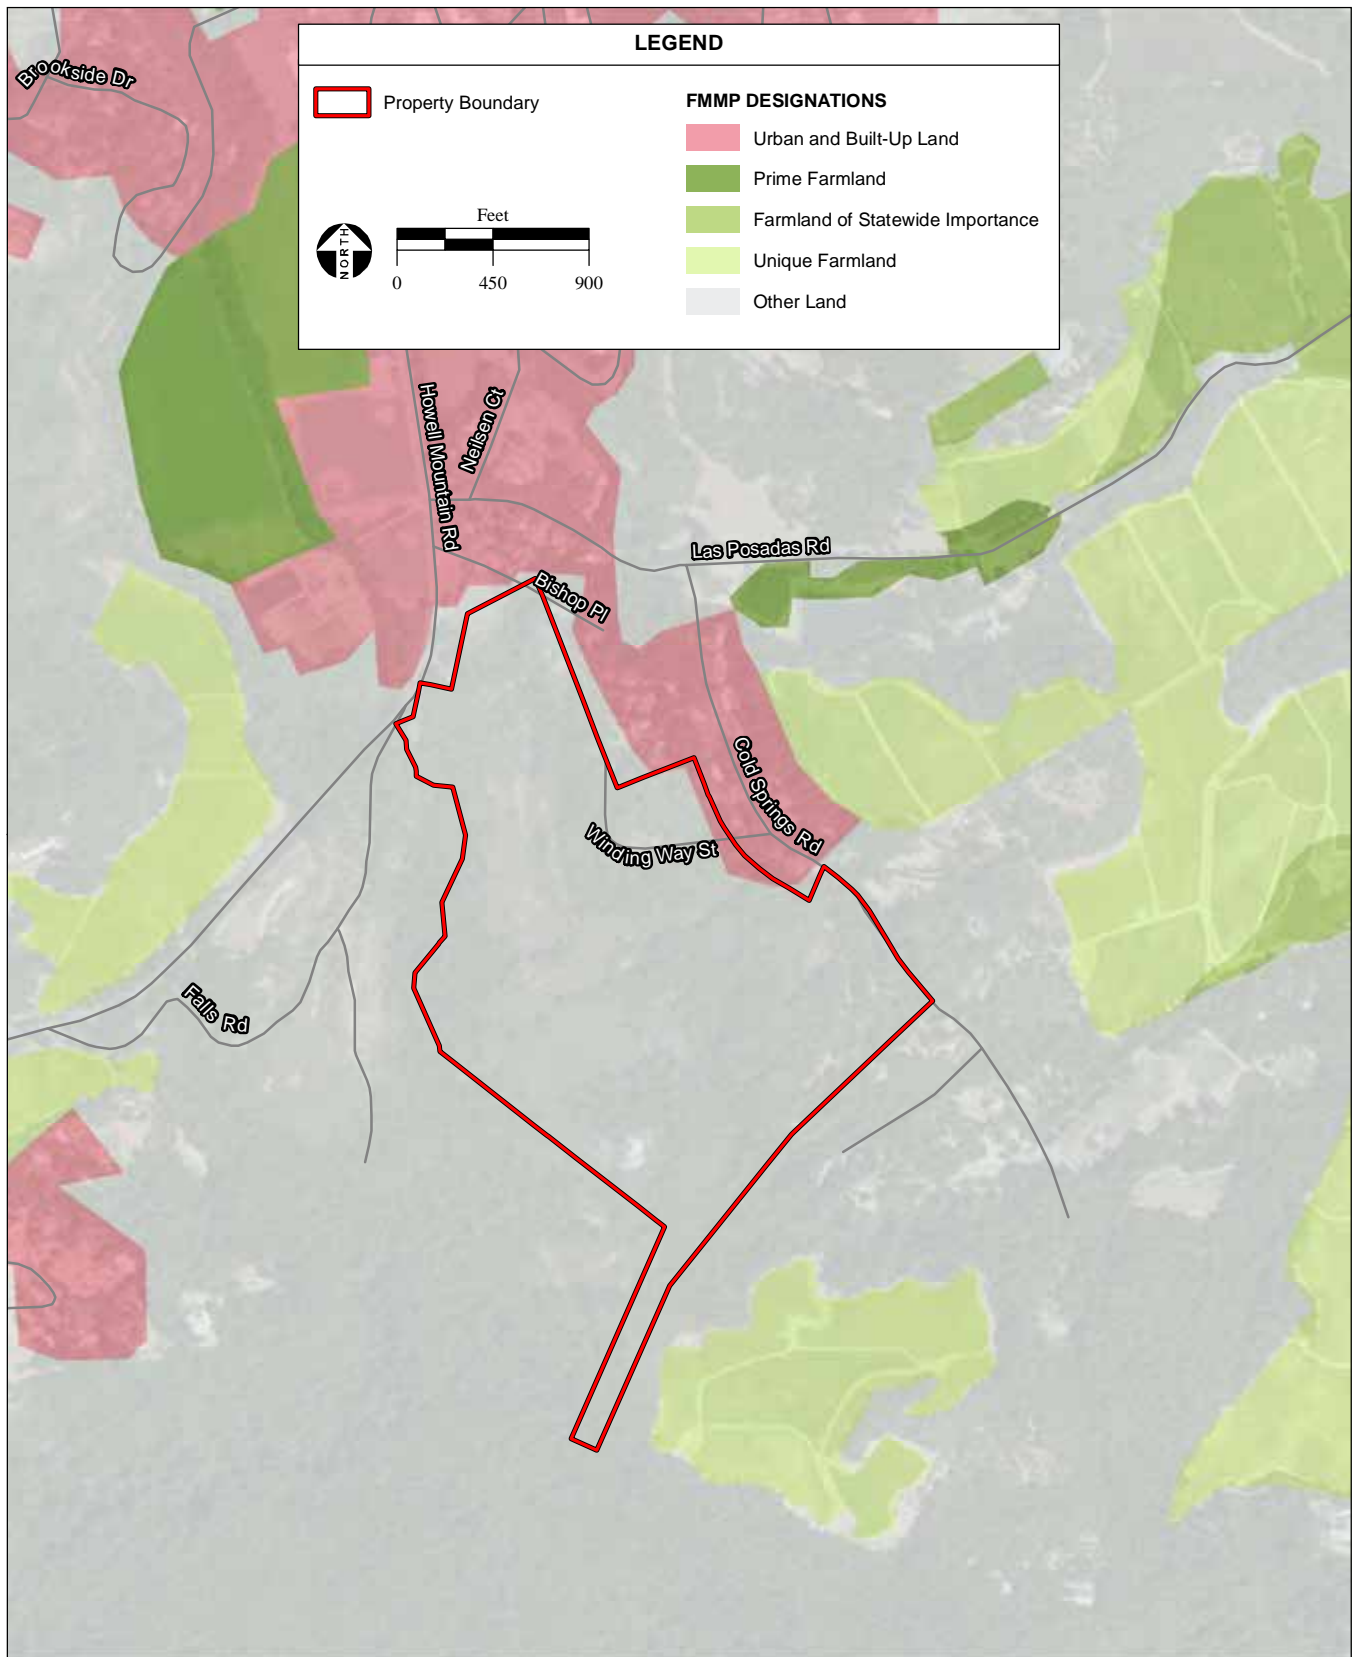 LEGEND
Property Boundary
FMMP DESIGNATIONS
Urban and Built-Up Land
Prime Farmland
Farmland of Statewide Importance
Unique Farmland
Other Land
Feet
0 450 900
NORTH
Brookside Dr
Howell Mountain Rd
Neilsen Ct
Las Posadas Rd
Bishop Pl
Cold Springs Rd
Winding Way St
Falls Rd